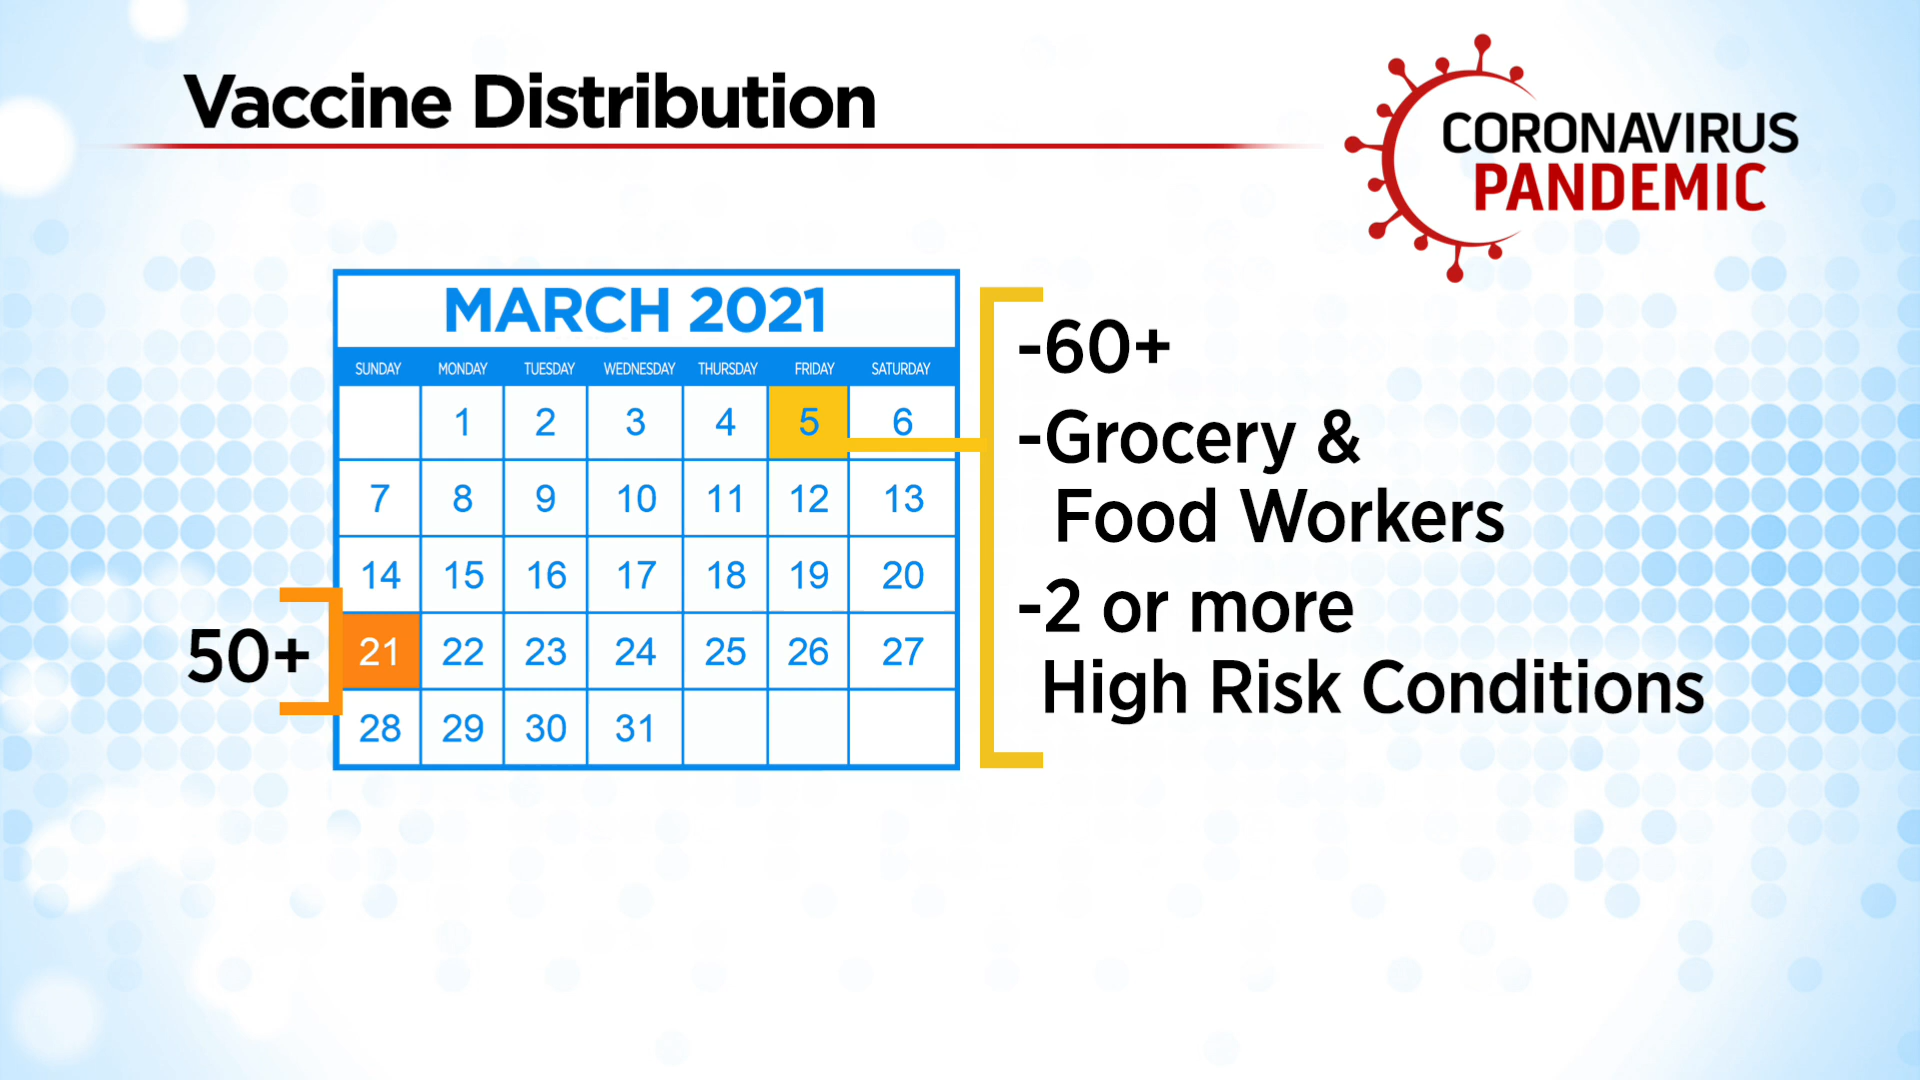 Vaccine Distribution
CORONAVIRUS
PANDEMIC
MARCH 2021
SUNDAY MONDAY TUESDAY WEDNESDAY THURSDAY FRIDAY SATURDAY
1 2 3 4 5 6
7 8 9 10 11 12 13
14 15 16 17 18 19 20
21 22 23 24 25 26 27
28 29 30 31
50+
-60+
-Grocery &
Food Workers
-2 or more
High Risk Conditions